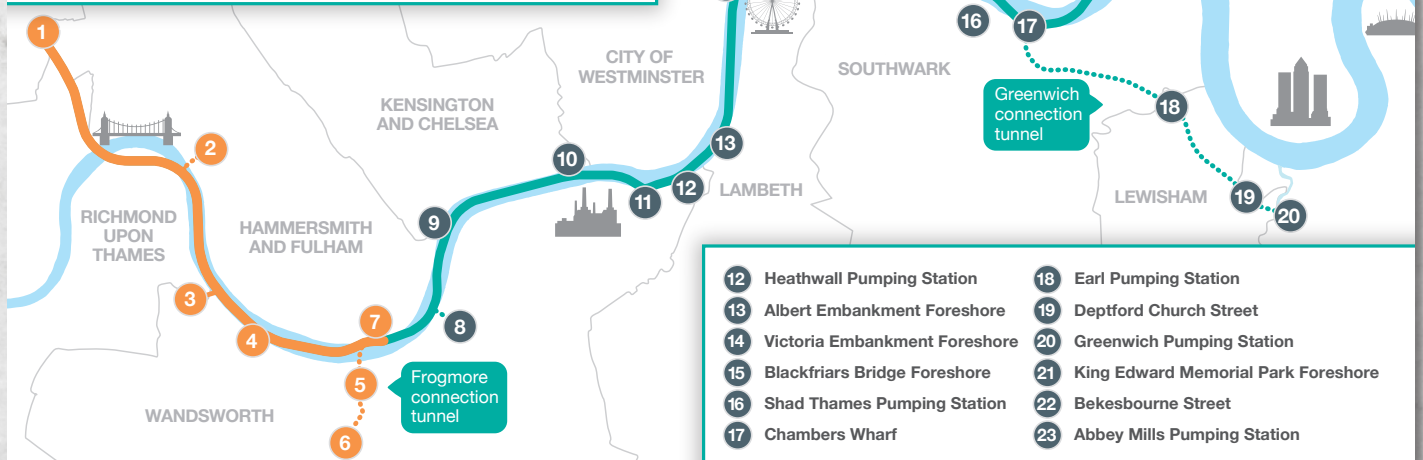 1
16
17
CITY OF
WESTMINSTER
SOUTHWARK
KENSINGTON
AND CHELSEA
Greenwich
connection
tunnel
18
2
13
10
12
11
LAMBETH
LEWISHAM
19
20
RICHMOND
UPON
THAMES
HAMMERSMITH
AND FULHAM
9
3
4
7
8
5
Frogmore
connection
tunnel
WANDSWORTH
6
12 Heathwall Pumping Station
13 Albert Embankment Foreshore
14 Victoria Embankment Foreshore
15 Blackfriars Bridge Foreshore
16 Shad Thames Pumping Station
17 Chambers Wharf
18 Earl Pumping Station
19 Deptford Church Street
20 Greenwich Pumping Station
21 King Edward Memorial Park Foreshore
22 Bekesbourne Street
23 Abbey Mills Pumping Station